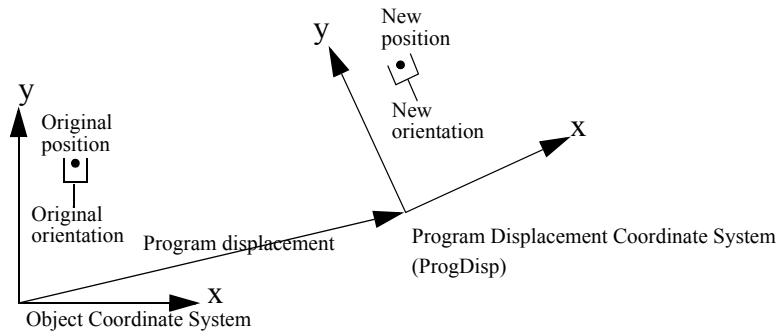 New
position
y
New
orientation
x
y
Original
position
Original
orientation
Program displacement
Program Displacement Coordinate System
(ProgDisp)
x
Object Coordinate System